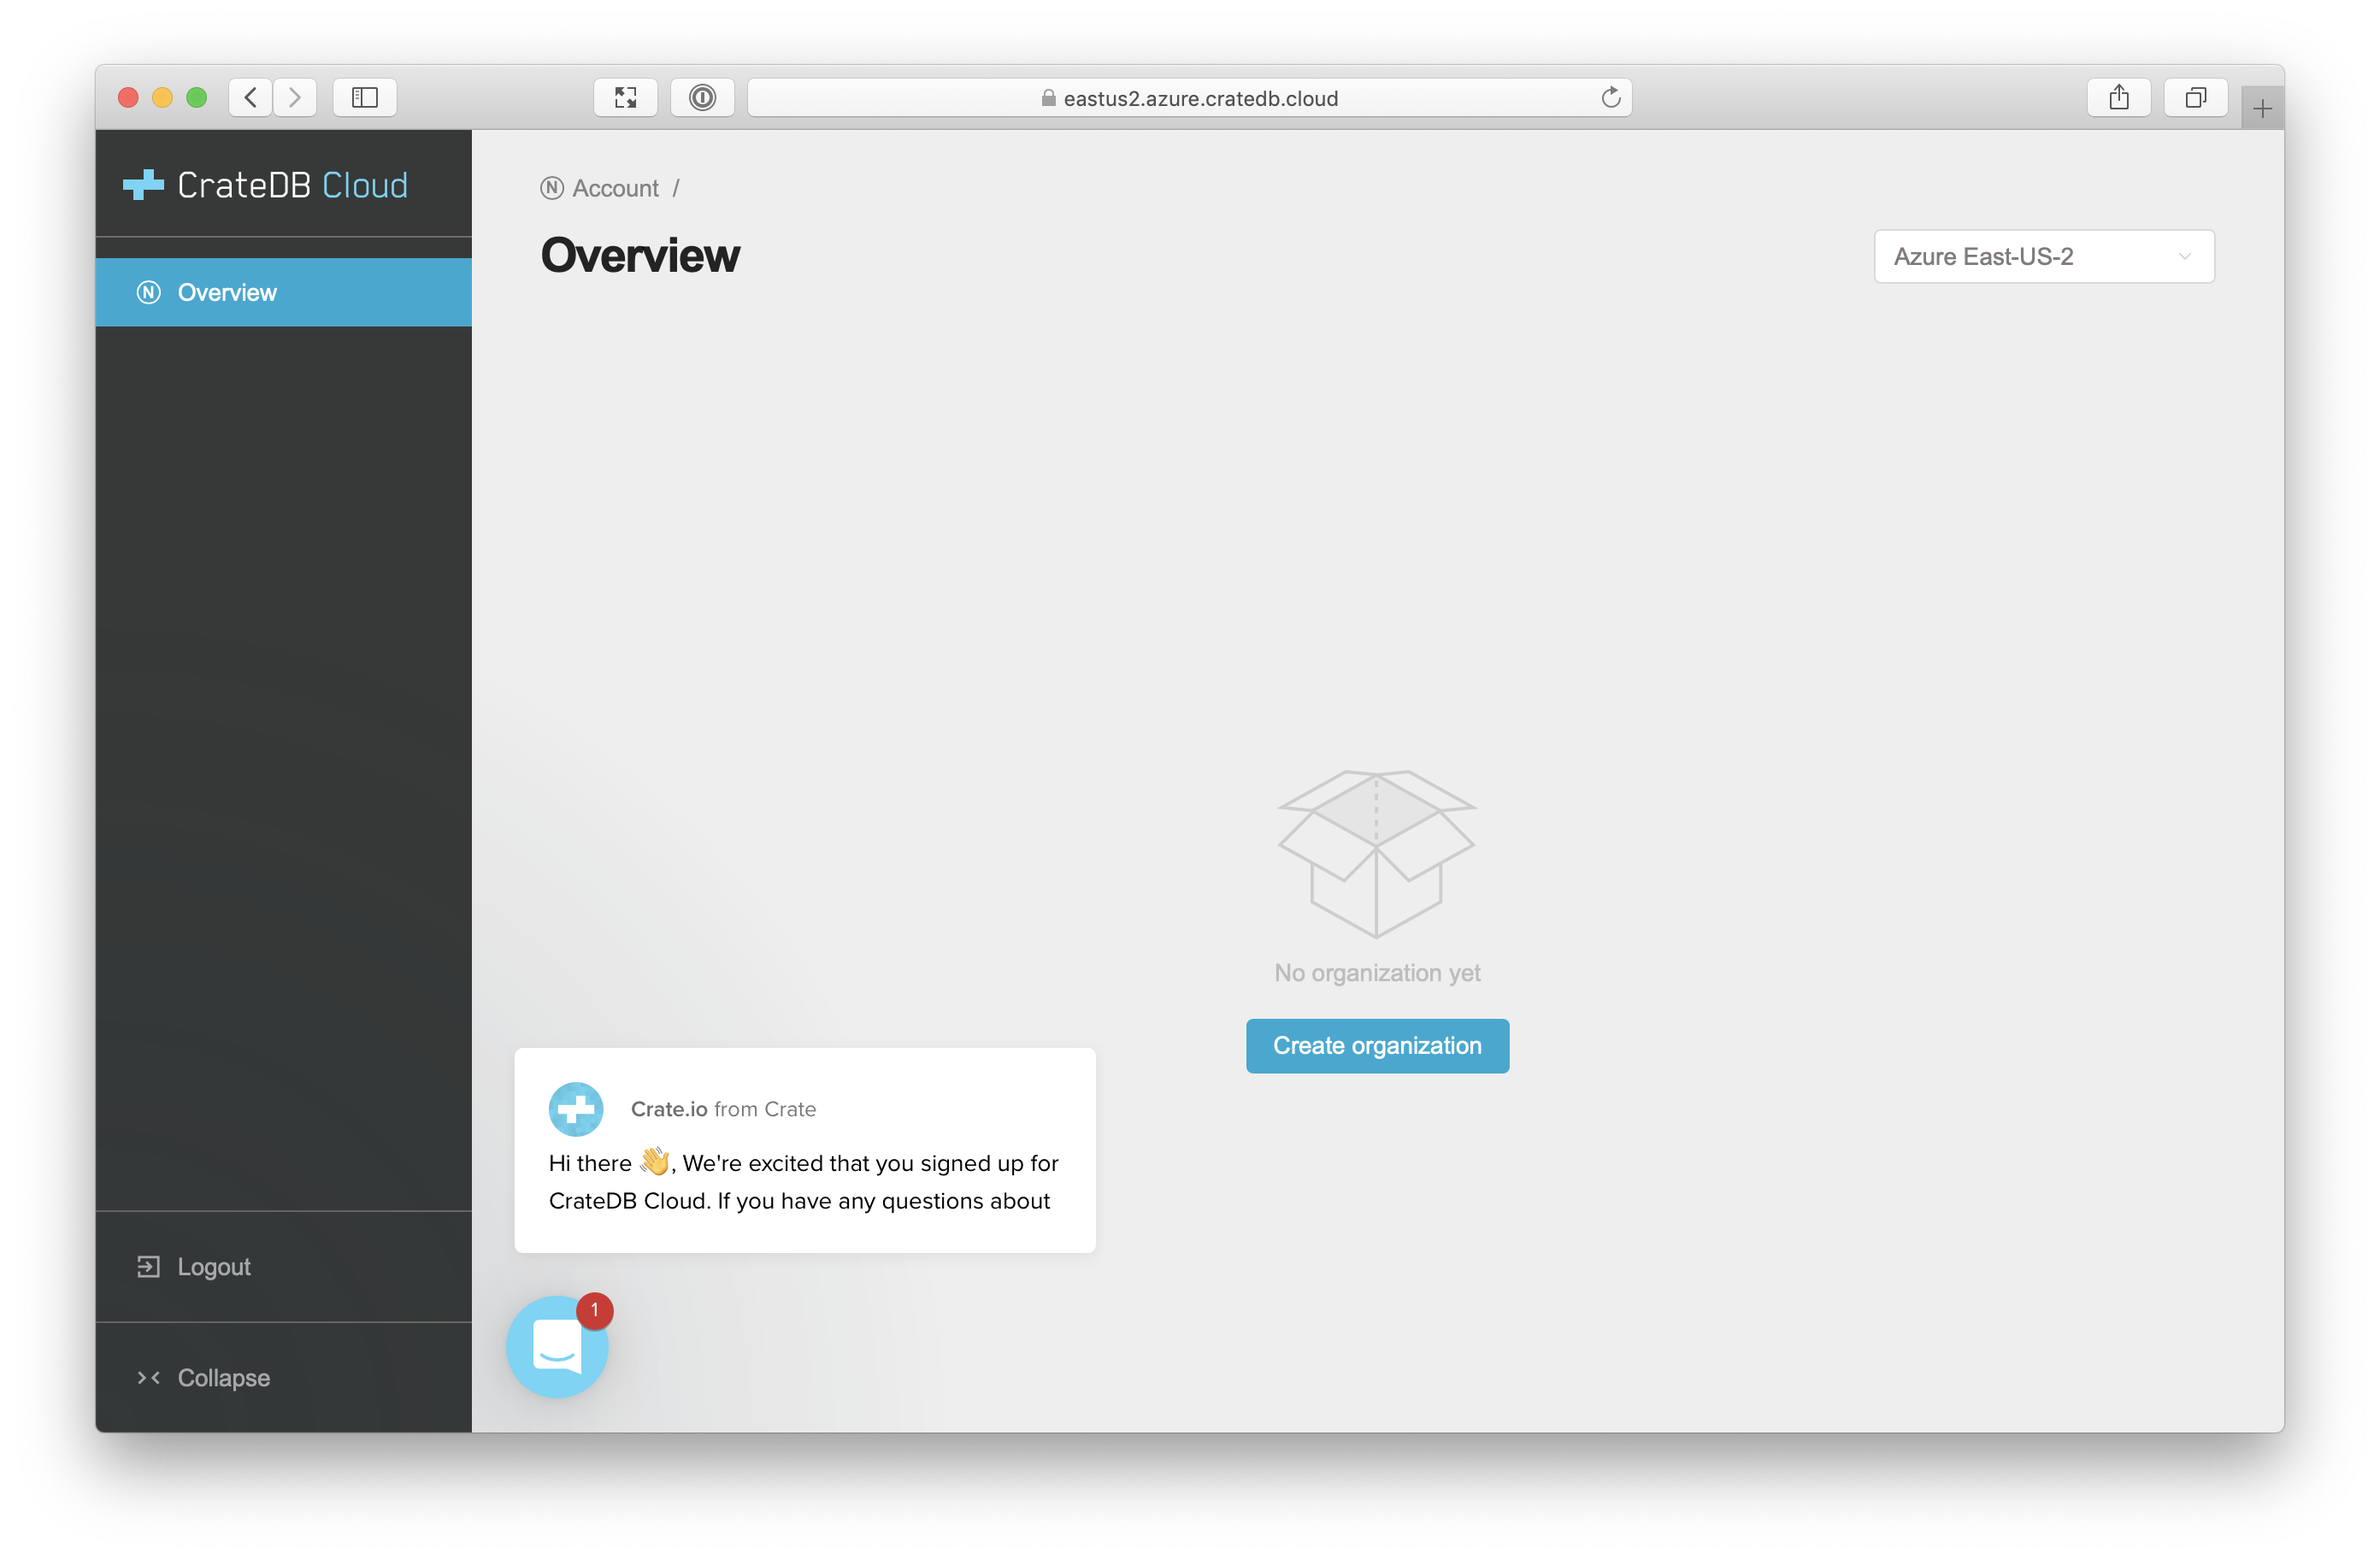 eastus2.azure.cratedb.cloud
CrateDB Cloud
N Account /
Overview
Azure East-US-2
N Overview
No organization yet
Create organization
Crate.io from Crate
Hi there 👋, We're excited that you signed up for
CrateDB Cloud. If you have any questions about
1
Logout
Collapse